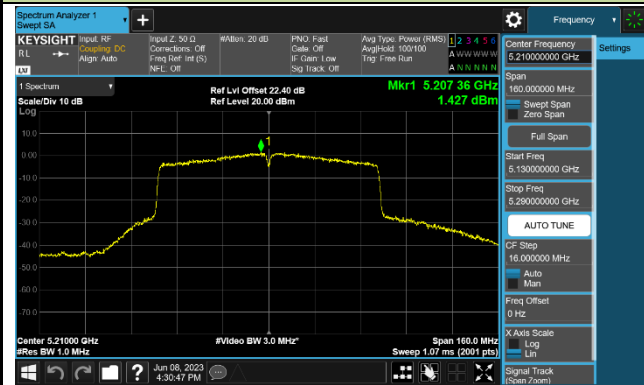 Spectrum Analyzer 1
Swept SA
Frequency
KEYSIGHT
RL
Input: RF
Coupling: DC
Align: Auto
Input Z: 50 Ω
Corrections: Off
Freq Ref: Int (S)
NFE: Off
#Atten: 20 dB
PNO: Fast
Gate: Off
IF Gain: Low
Sig Track: Off
Avg Type: Power (RMS)
Avg|Hold: 100/100
Trig: Free Run
1 2 3 4 5 6
A W W W W W
A N N N N N
1 Spectrum
Scale/Div 10 dB
Log
Ref Lvl Offset 22.40 dB
Ref Level 20.00 dBm
Mkr1 5.207 36 GHz
1.427 dBm
1
10.0
0.00
-10.0
-20.0
-30.0
-40.0
-50.0
-60.0
-70.0
Center 5.21000 GHz
#Res BW 1.0 MHz
#Video BW 3.0 MHz*
Span 160.0 MHz
Sweep 1.07 ms (2001 pts)
Jun 08, 2023
4:30:47 PM
Center Frequency
5.210000000 GHz
Settings
Span
160.000000 MHz
Swept Span
Zero Span
Full Span
Start Freq
5.130000000 GHz
Stop Freq
5.290000000 GHz
AUTO TUNE
CF Step
16.000000 MHz
Auto
Man
Freq Offset
0 Hz
X Axis Scale
Log
Lin
Signal Track
(Span Zoom)